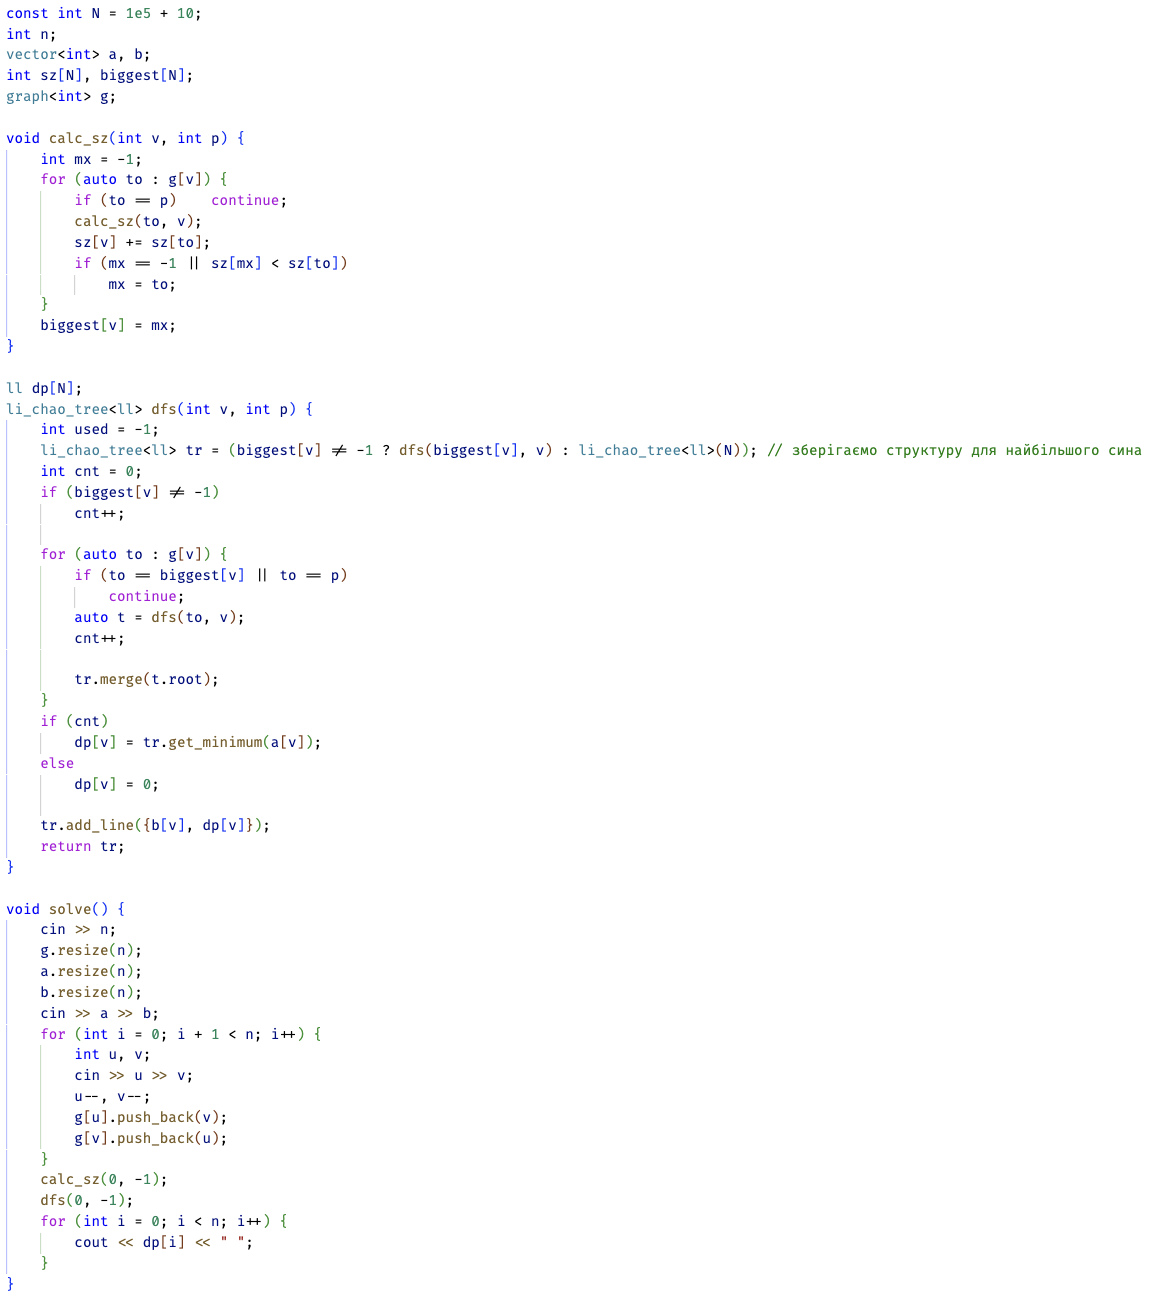 const int N = 1e5 + 10;
int n;
vector<int> a, b;
int sz[N], biggest[N];
graph<int> g;

void calc_sz(int v, int p) {
    int mx = -1;
    for (auto to : g[v]) {
        if (to == p)    continue;
        calc_sz(to, v);
        sz[v] += sz[to];
        if (mx == -1 || sz[mx] < sz[to])
            mx = to;
    }
    biggest[v] = mx;
}

ll dp[N];
li_chao_tree<ll> dfs(int v, int p) {
    int used = -1;
    li_chao_tree<ll> tr = (biggest[v] != -1 ? dfs(biggest[v], v) : li_chao_tree<ll>(N)); // зберігаємо структуру для найбільшого сина
    int cnt = 0;
    if (biggest[v] != -1)
        cnt++;

    for (auto to : g[v]) {
        if (to == biggest[v] || to == p)
            continue;
        auto t = dfs(to, v);
        cnt++;

        tr.merge(t.root);
    }
    if (cnt)
        dp[v] = tr.get_minimum(a[v]);
    else
        dp[v] = 0;

    tr.add_line({b[v], dp[v]});
    return tr;
}

void solve() {
    cin >> n;
    g.resize(n);
    a.resize(n);
    b.resize(n);
    cin >> a >> b;
    for (int i = 0; i + 1 < n; i++) {
        int u, v;
        cin >> u >> v;
        u--, v--;
        g[u].push_back(v);
        g[v].push_back(u);
    }
    calc_sz(0, -1);
    dfs(0, -1);
    for (int i = 0; i < n; i++) {
        cout << dp[i] << " ";
    }
}